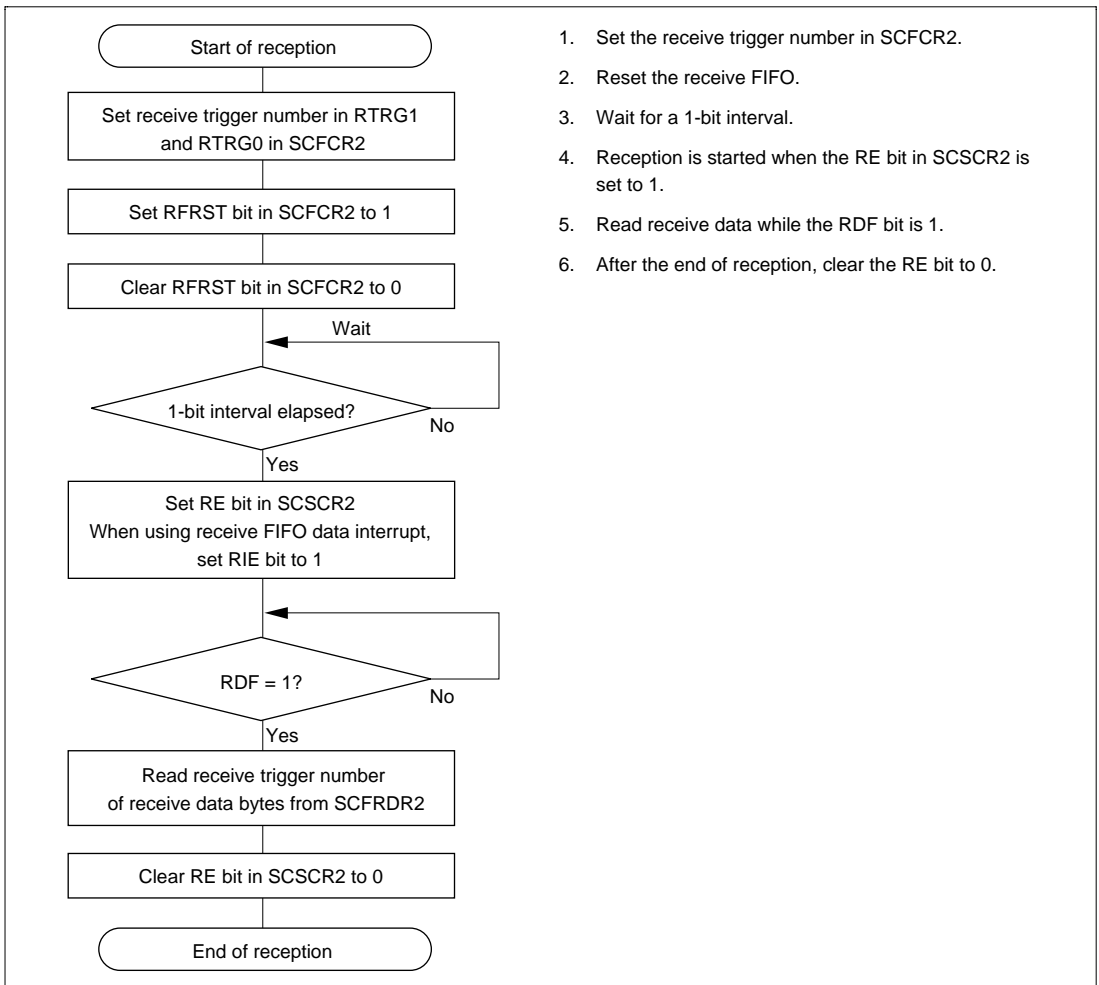 Start of reception
Set receive trigger number in RTRG1
and RTRG0 in SCFCR2
Set RFRST bit in SCFCR2 to 1
Clear RFRST bit in SCFCR2 to 0
Wait
1-bit interval elapsed?
No
Yes
Set RE bit in SCSCR2
When using receive FIFO data interrupt,
set RIE bit to 1
RDF = 1?
No
Yes
Read receive trigger number
of receive data bytes from SCFRDR2
Clear RE bit in SCSCR2 to 0
End of reception
1. Set the receive trigger number in SCFCR2.
2. Reset the receive FIFO.
3. Wait for a 1-bit interval.
4. Reception is started when the RE bit in SCSCR2 is
set to 1.
5. Read receive data while the RDF bit is 1.
6. After the end of reception, clear the RE bit to 0.